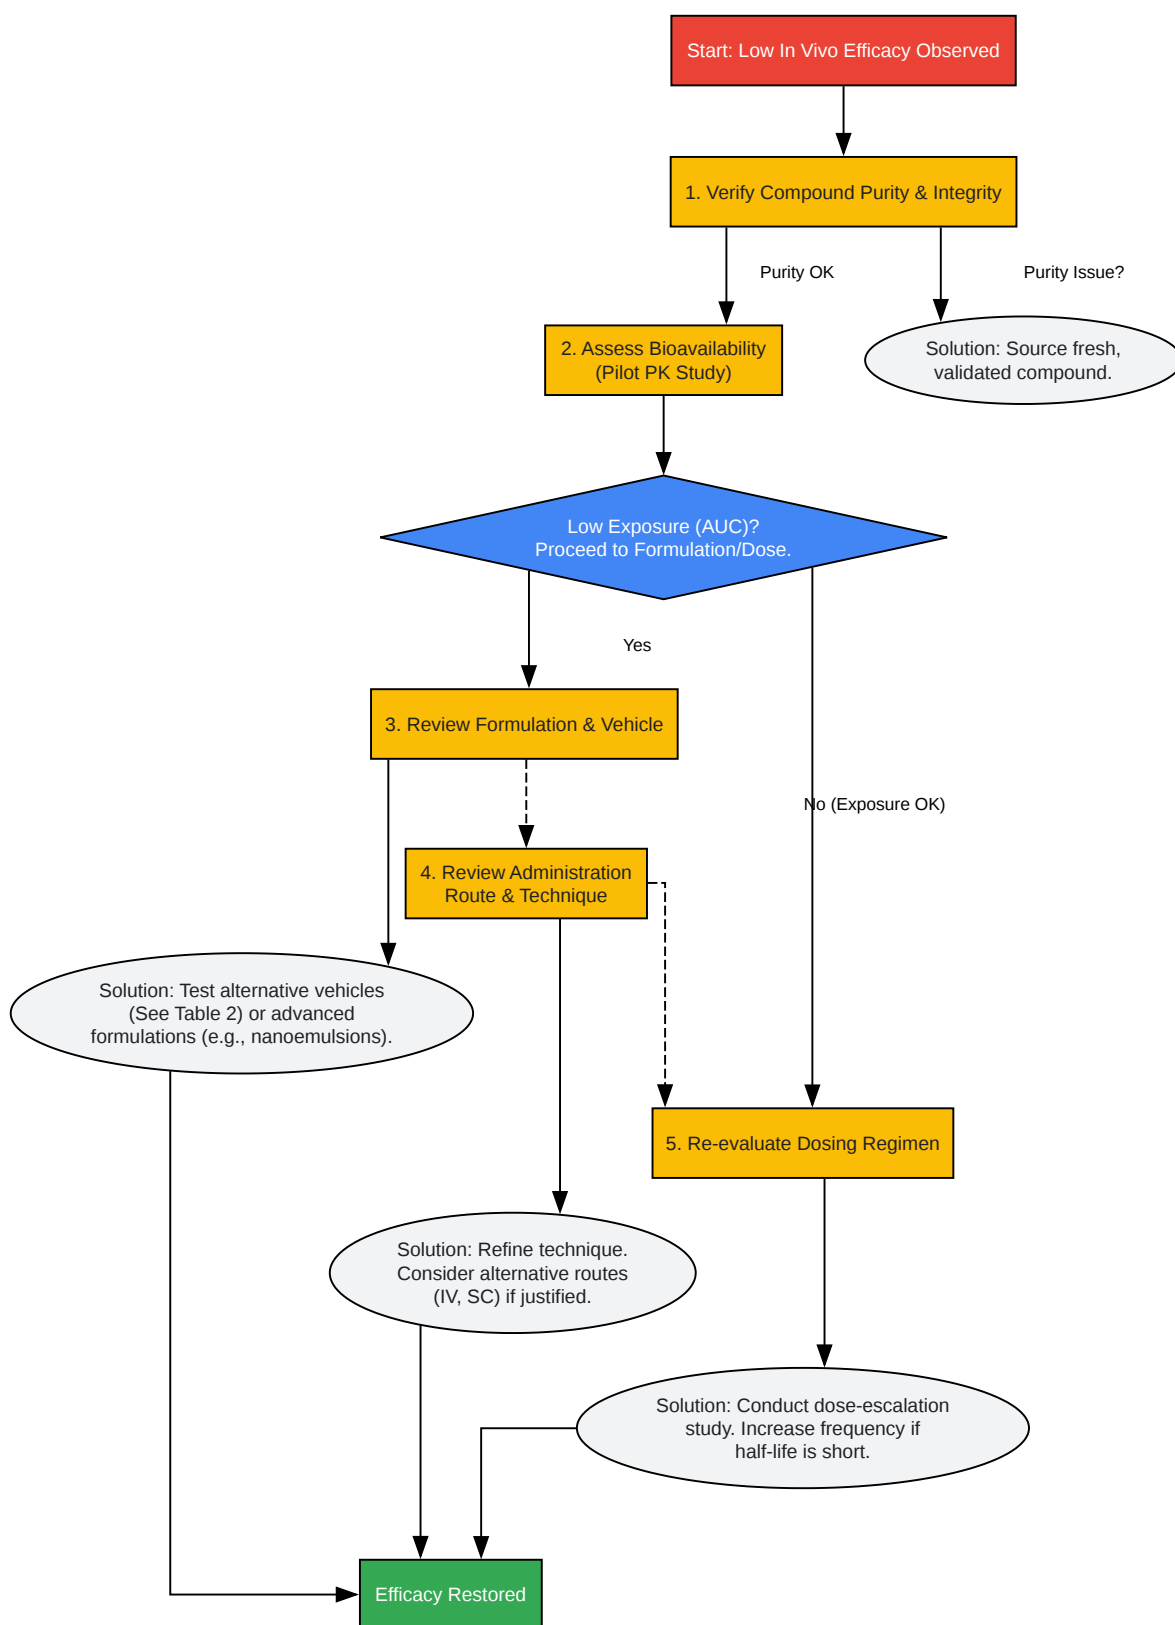 Start: Low In Vivo Efficacy Observed
1. Verify Compound Purity & Integrity
Purity OK
Purity Issue?
2. Assess Bioavailability
(Pilot PK Study)
Solution: Source fresh,
validated compound.
Low Exposure (AUC)?
Proceed to Formulation/Dose.
Yes
3. Review Formulation & Vehicle
No (Exposure OK)
4. Review Administration
Route & Technique
Solution: Test alternative vehicles
(See Table 2) or advanced
formulations (e.g., nanoemulsions).
5. Re-evaluate Dosing Regimen
Solution: Refine technique.
Consider alternative routes
(IV, SC) if justified.
Solution: Conduct dose-escalation
study. Increase frequency if
half-life is short.
Efficacy Restored